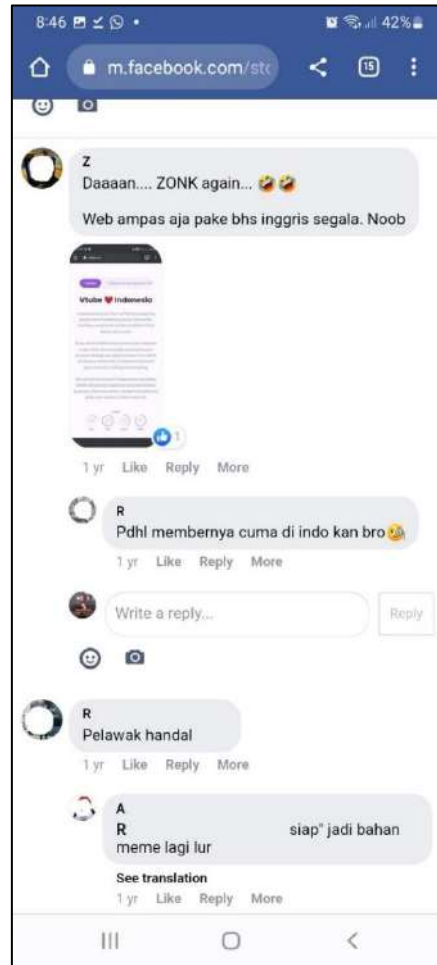 8:46
42%
m.facebook.com/sto
15
Z
Daaaan.... ZONK again... 🤣🤣
Web ampas aja pake bhs inggris segala. Noob
Vtube ❤ Indonesia
1
1 yr Like Reply More
R
Pdhl membernya cuma di indo kan bro🧐
1 yr Like Reply More
Write a reply...
Reply
R
Pelawak handal
1 yr Like Reply More
A
R siap" jadi bahan
meme lagi lur
See translation
1 yr Like Reply More